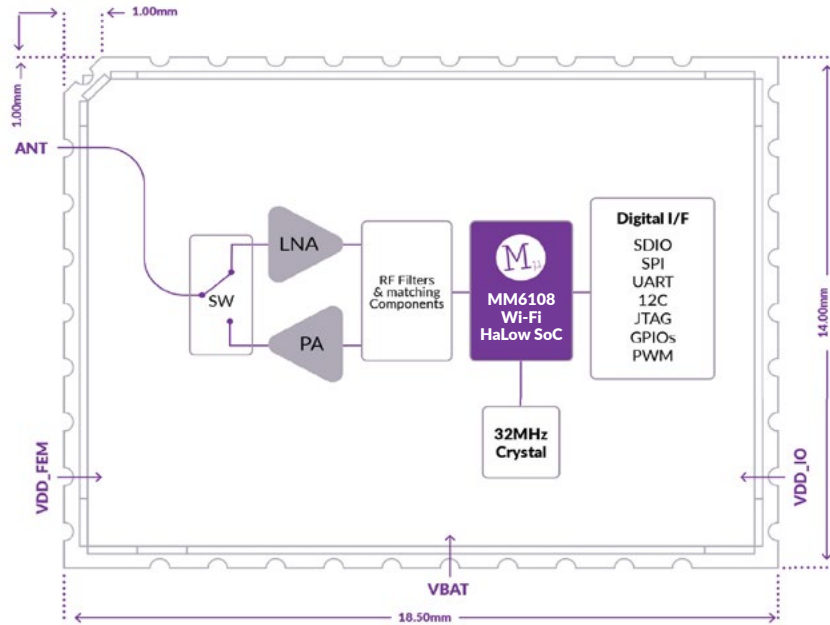 1.00mm
1.00mm
ANT
LNA
SW
PA
RF Filters
& matching
Components
Mμ
MM6108
Wi-Fi
HaLow SoC
Digital I/F
SDIO
SPI
UART
12C
JTAG
GPIOs
PWM
32MHz
Crystal
14.00mm
VDD_FEM
VDD_IO
VBAT
18.50mm